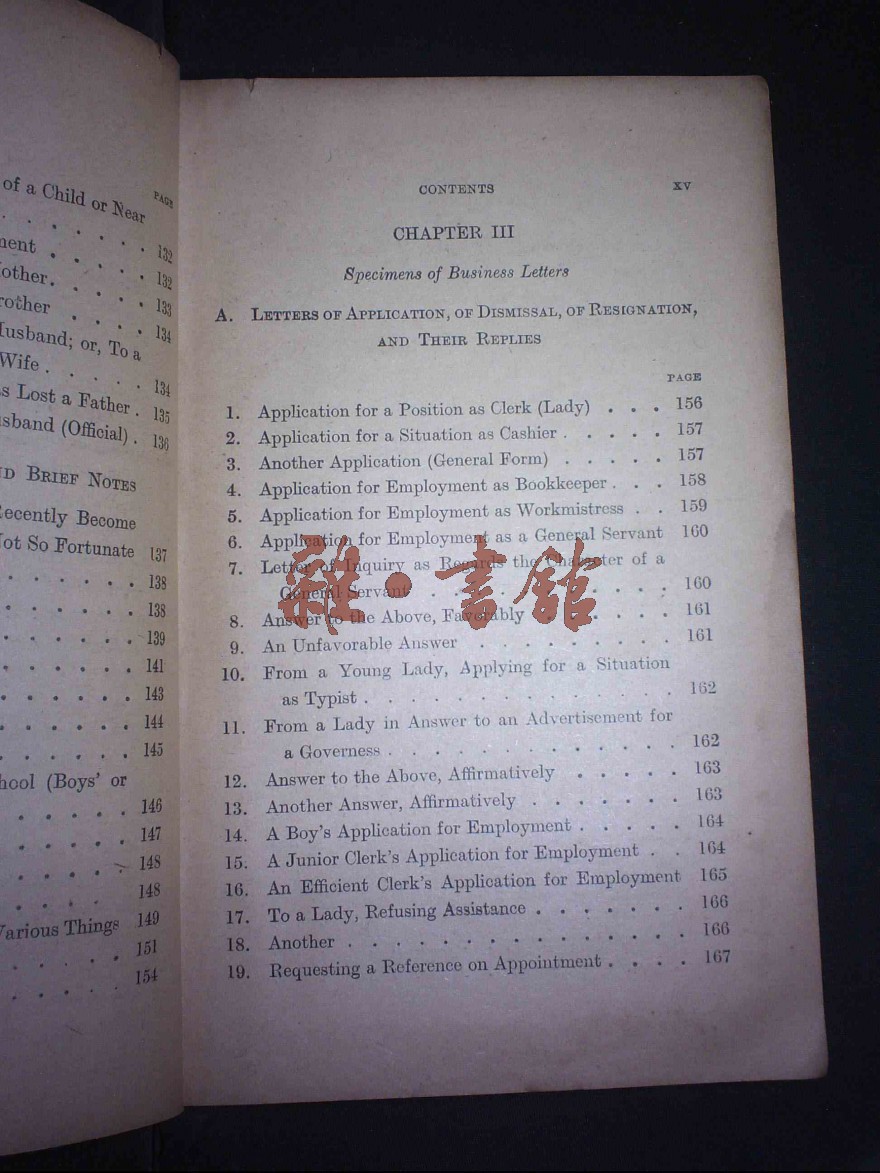 of a Child or Near
PAGE
. . . . . . 132
. . . . 132
other. . . . . 133
. . . . 134
usband; or, To a
Wife . . . . . 134
s Lost a Father . 135
sband (Official) . 136
BRIEF NOTES
ecently Become
Not So Fortunate 137
. . . . . 138
. . . . . 138
. . . . . 139
. . . . . 141
. . . . . 143
. . . . . 144
. . . . . 145
hool (Boys' or
. . . . . 146
. . . . . 147
. . . . . 148
. . . . 148
Various Things 149
. . . . . 151
. . . . . 154
CONTENTS XV
CHAPTER III
Specimens of Business Letters
A. LETTERS OF APPLICATION, OF DISMISSAL, OF RESIGNATION,
AND THEIR REPLIES
PAGE
1. Application for a Position as Clerk (Lady) . . . 156
2. Application for a Situation as Cashier . . . . . 157
3. Another Application (General Form) . . . . . 157
4. Application for Employment as Bookkeeper . . . 158
5. Application for Employment as Workmistress . . 159
6. Application for Employment as a General Servant 160
7. Letter of Inquiry as Regards the Character of a
General Servant . . . . . . . . . . 160
8. Answer to the Above, Favorably . . . . . . 161
9. An Unfavorable Answer . . . . . . . . . 161
10. From a Young Lady, Applying for a Situation
as Typist . . . . . . . . . . . . . . 162
11. From a Lady in Answer to an Advertisement for
a Governess . . . . . . . . . . . . . 162
12. Answer to the Above, Affirmatively . . . . . 163
13. Another Answer, Affirmatively . . . . . . . 163
14. A Boy's Application for Employment . . . . . 164
15. A Junior Clerk's Application for Employment . . 164
16. An Efficient Clerk's Application for Employment 165
17. To a Lady, Refusing Assistance . . . . . . . 166
18. Another . . . . . . . . . . . . . . . 166
19. Requesting a Reference on Appointment . . . . 167
雜·書館